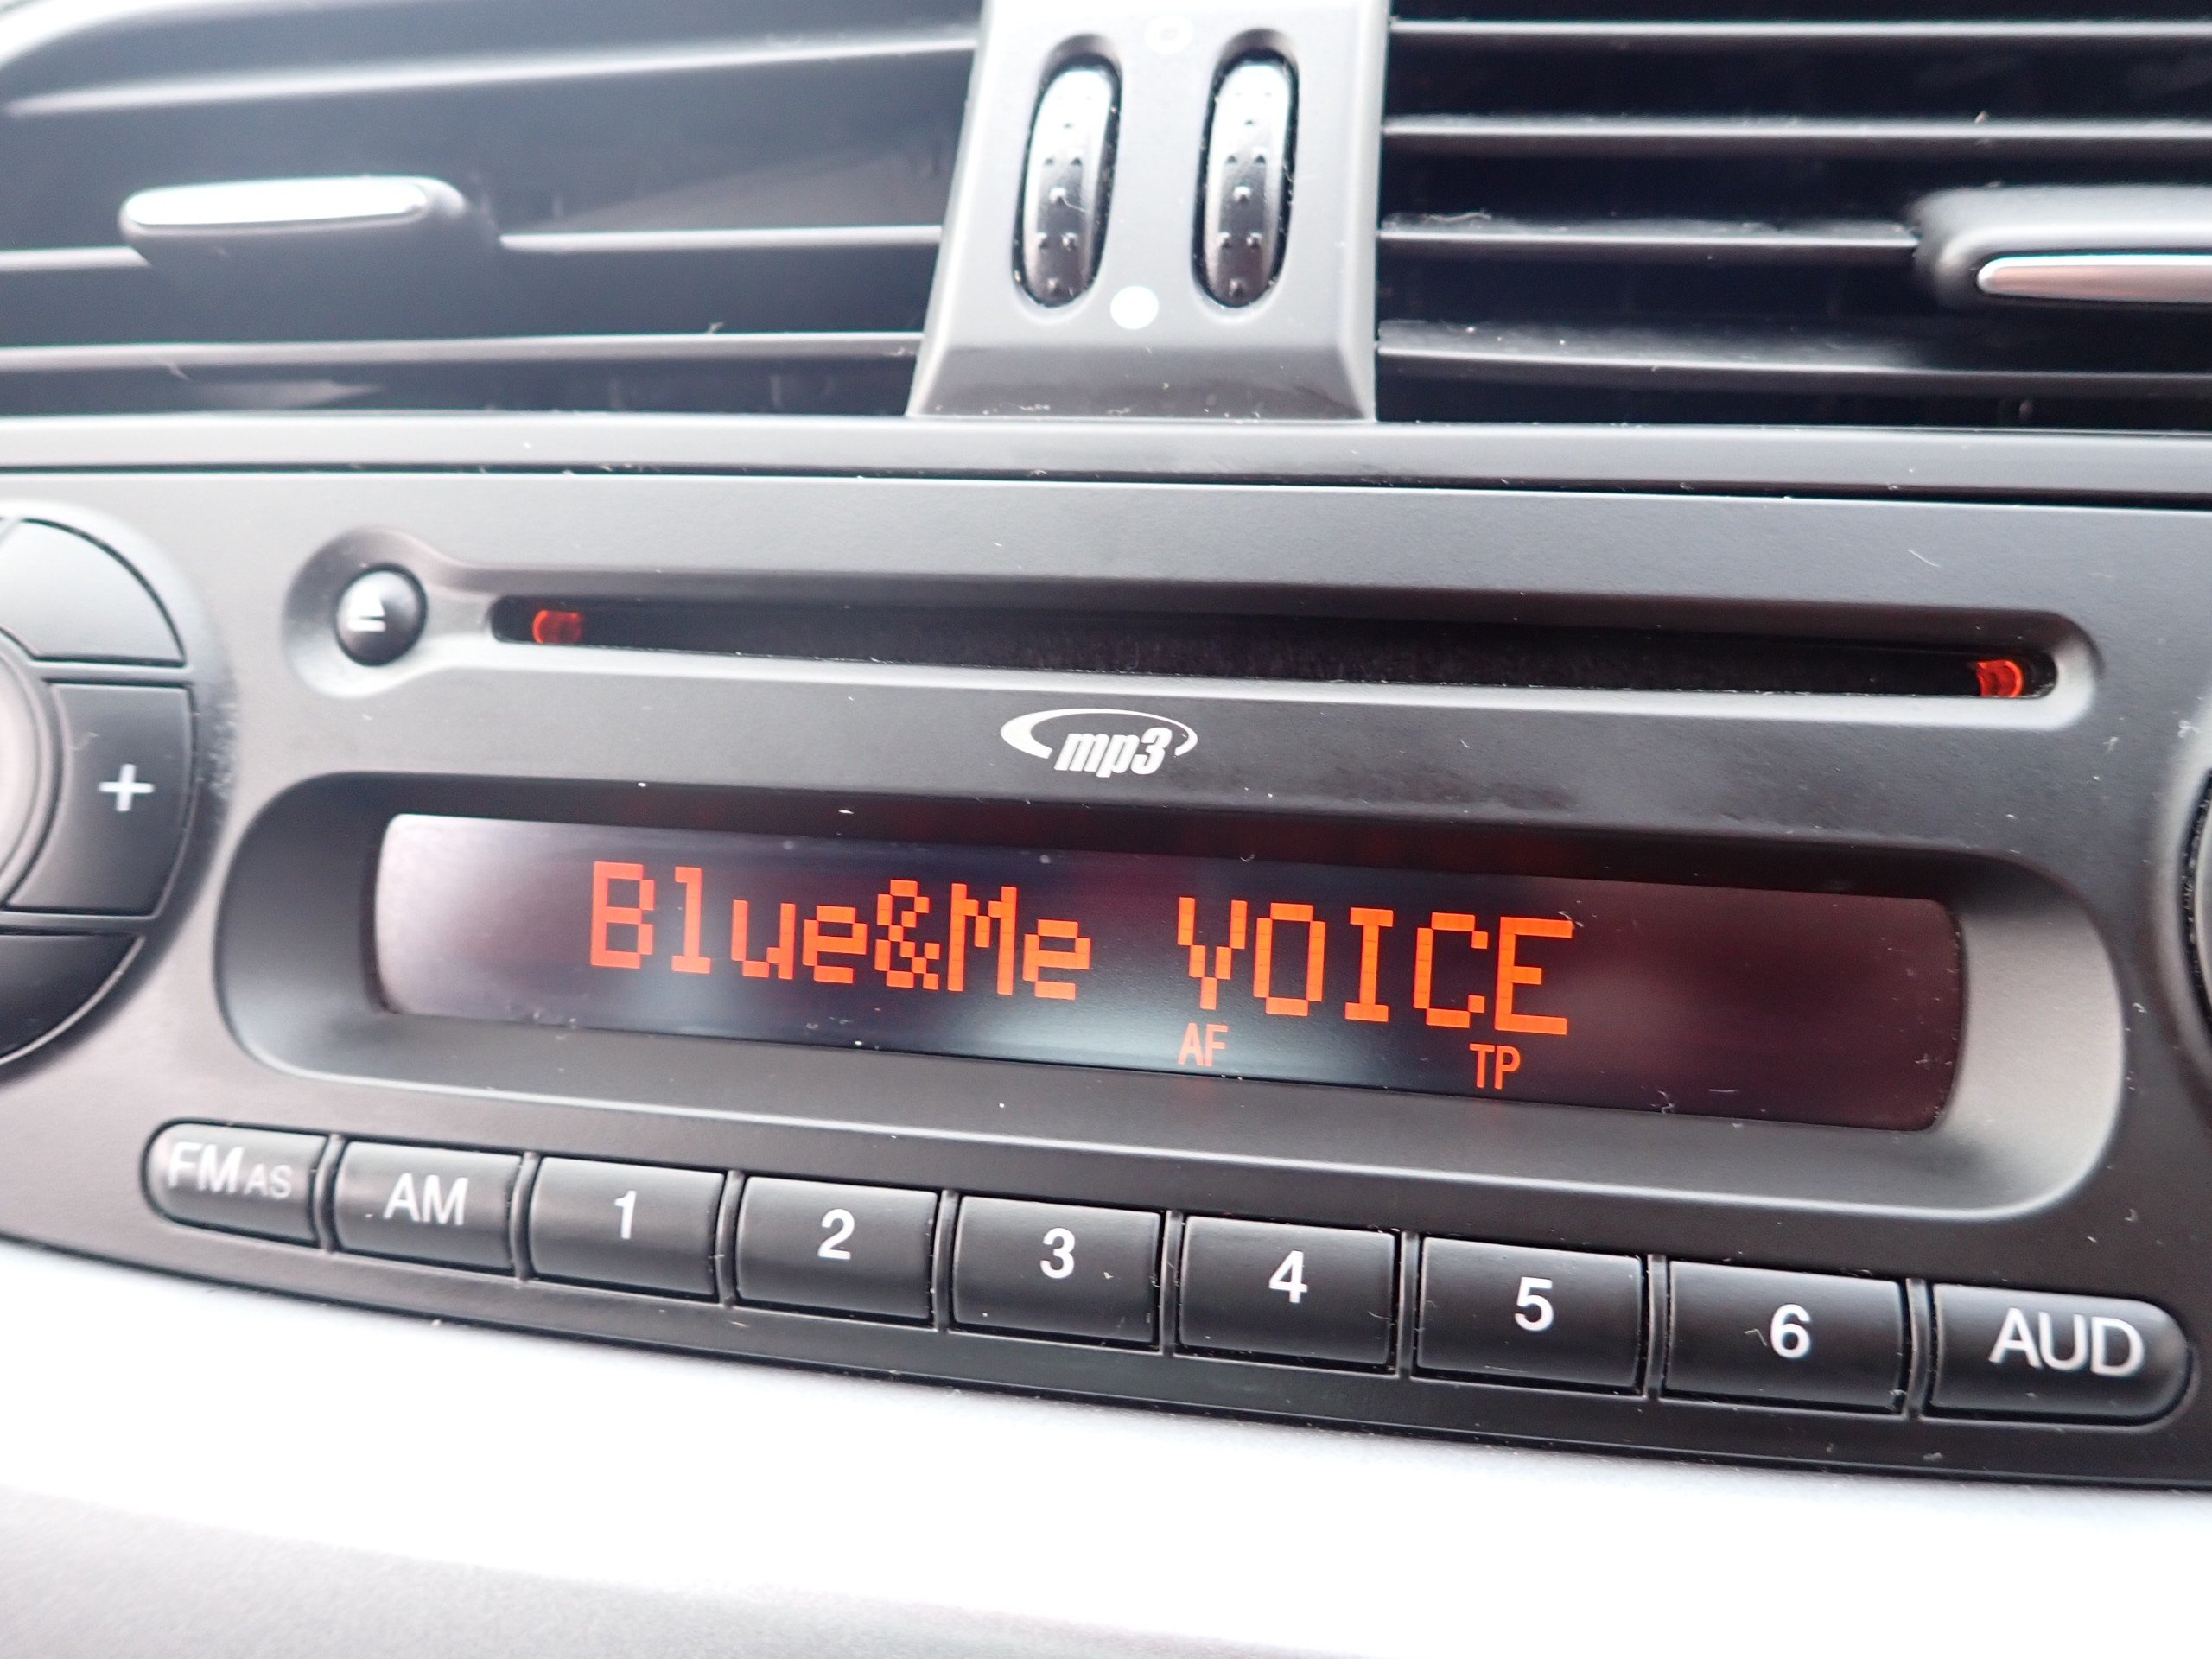 mp3
+
Blue&Me VOICE
AF TP
FM AS AM 1 2 3 4 5 6 AUD